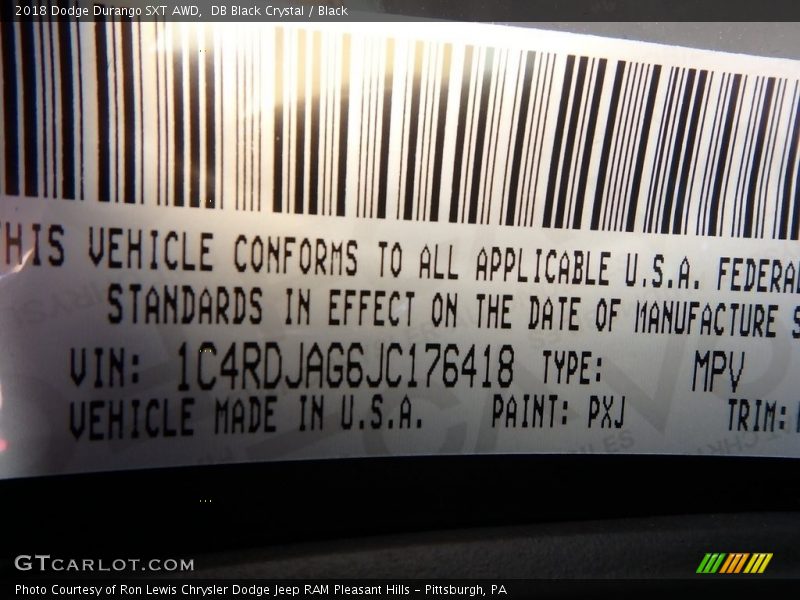 2018 Dodge Durango SXT AWD,  DB Black Crystal / Black
THIS VEHICLE CONFORMS TO ALL APPLICABLE U.S.A. FEDERAL
STANDARDS IN EFFECT ON THE DATE OF MANUFACTURE S
VIN: 1C4RDJAG6JC176418 TYPE: MPV
VEHICLE MADE IN U.S.A. PAINT: PXJ TRIM:
GTCARLOT.COM
Photo Courtesy of Ron Lewis Chrysler Dodge Jeep RAM Pleasant Hills - Pittsburgh, PA